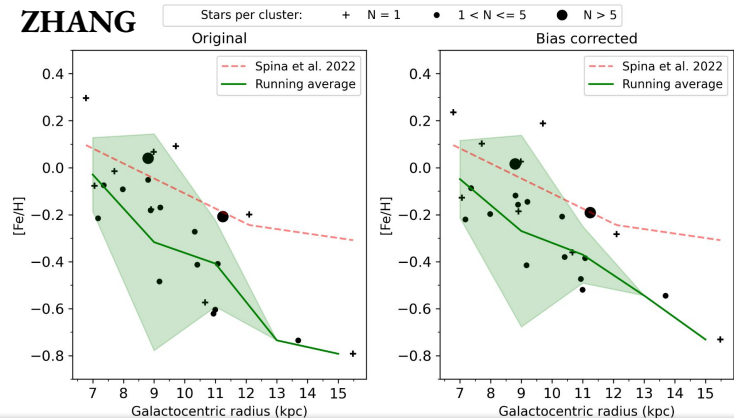 ZHANG
Stars per cluster: + N = 1 ● 1 < N <= 5 ● N > 5
Original
Spina et al. 2022
Running average
0.4
0.2
0.0
−0.2
−0.4
−0.6
−0.8
[Fe/H]
7 8 9 10 11 12 13 14 15
Galactocentric radius (kpc)
Bias corrected
Spina et al. 2022
Running average
0.4
0.2
0.0
−0.2
−0.4
−0.6
−0.8
[Fe/H]
7 8 9 10 11 12 13 14 15
Galactocentric radius (kpc)